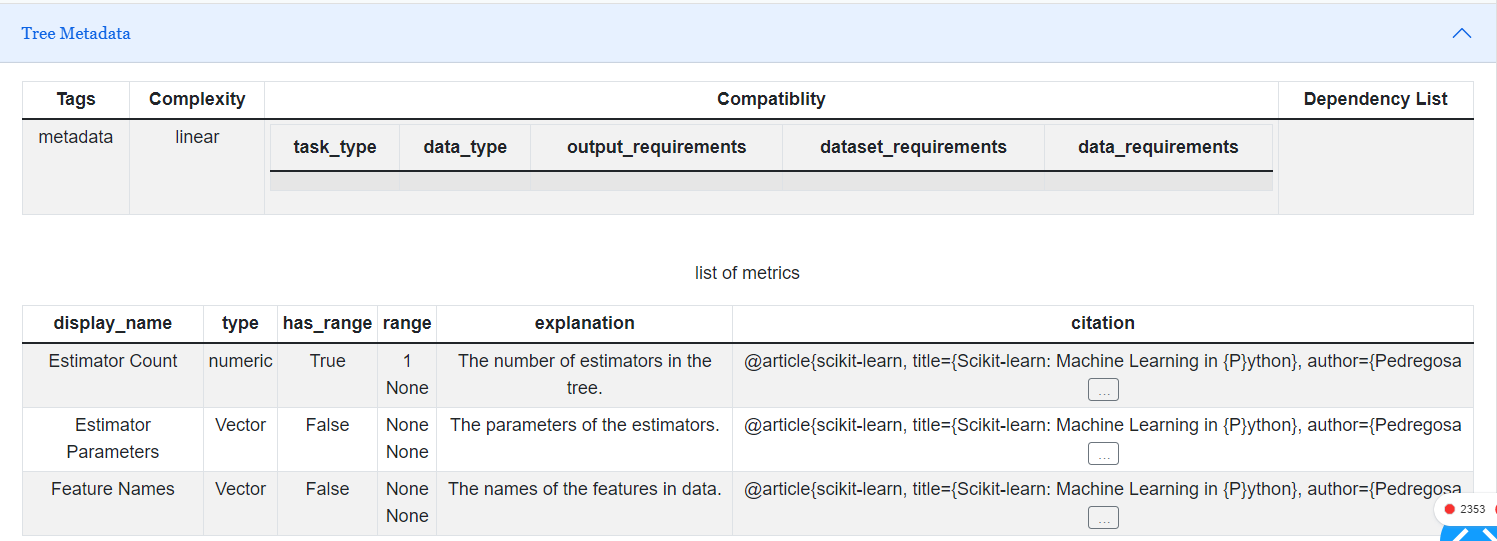 Tree Metadata
Tags Complexity Compatiblity Dependency List
metadata linear task_type data_type output_requirements dataset_requirements data_requirements
list of metrics
display_name type has_range range explanation citation
Estimator Count numeric True 1 The number of estimators in the @article{scikit-learn, title={Scikit-learn: Machine Learning in {P}ython}, author={Pedregosa
None tree. ...
Estimator Vector False None The parameters of the estimators. @article{scikit-learn, title={Scikit-learn: Machine Learning in {P}ython}, author={Pedregosa
Parameters None ...
Feature Names Vector False None The names of the features in data. @article{scikit-learn, title={Scikit-learn: Machine Learning in {P}ython}, author={Pedregosa
None ...
2353